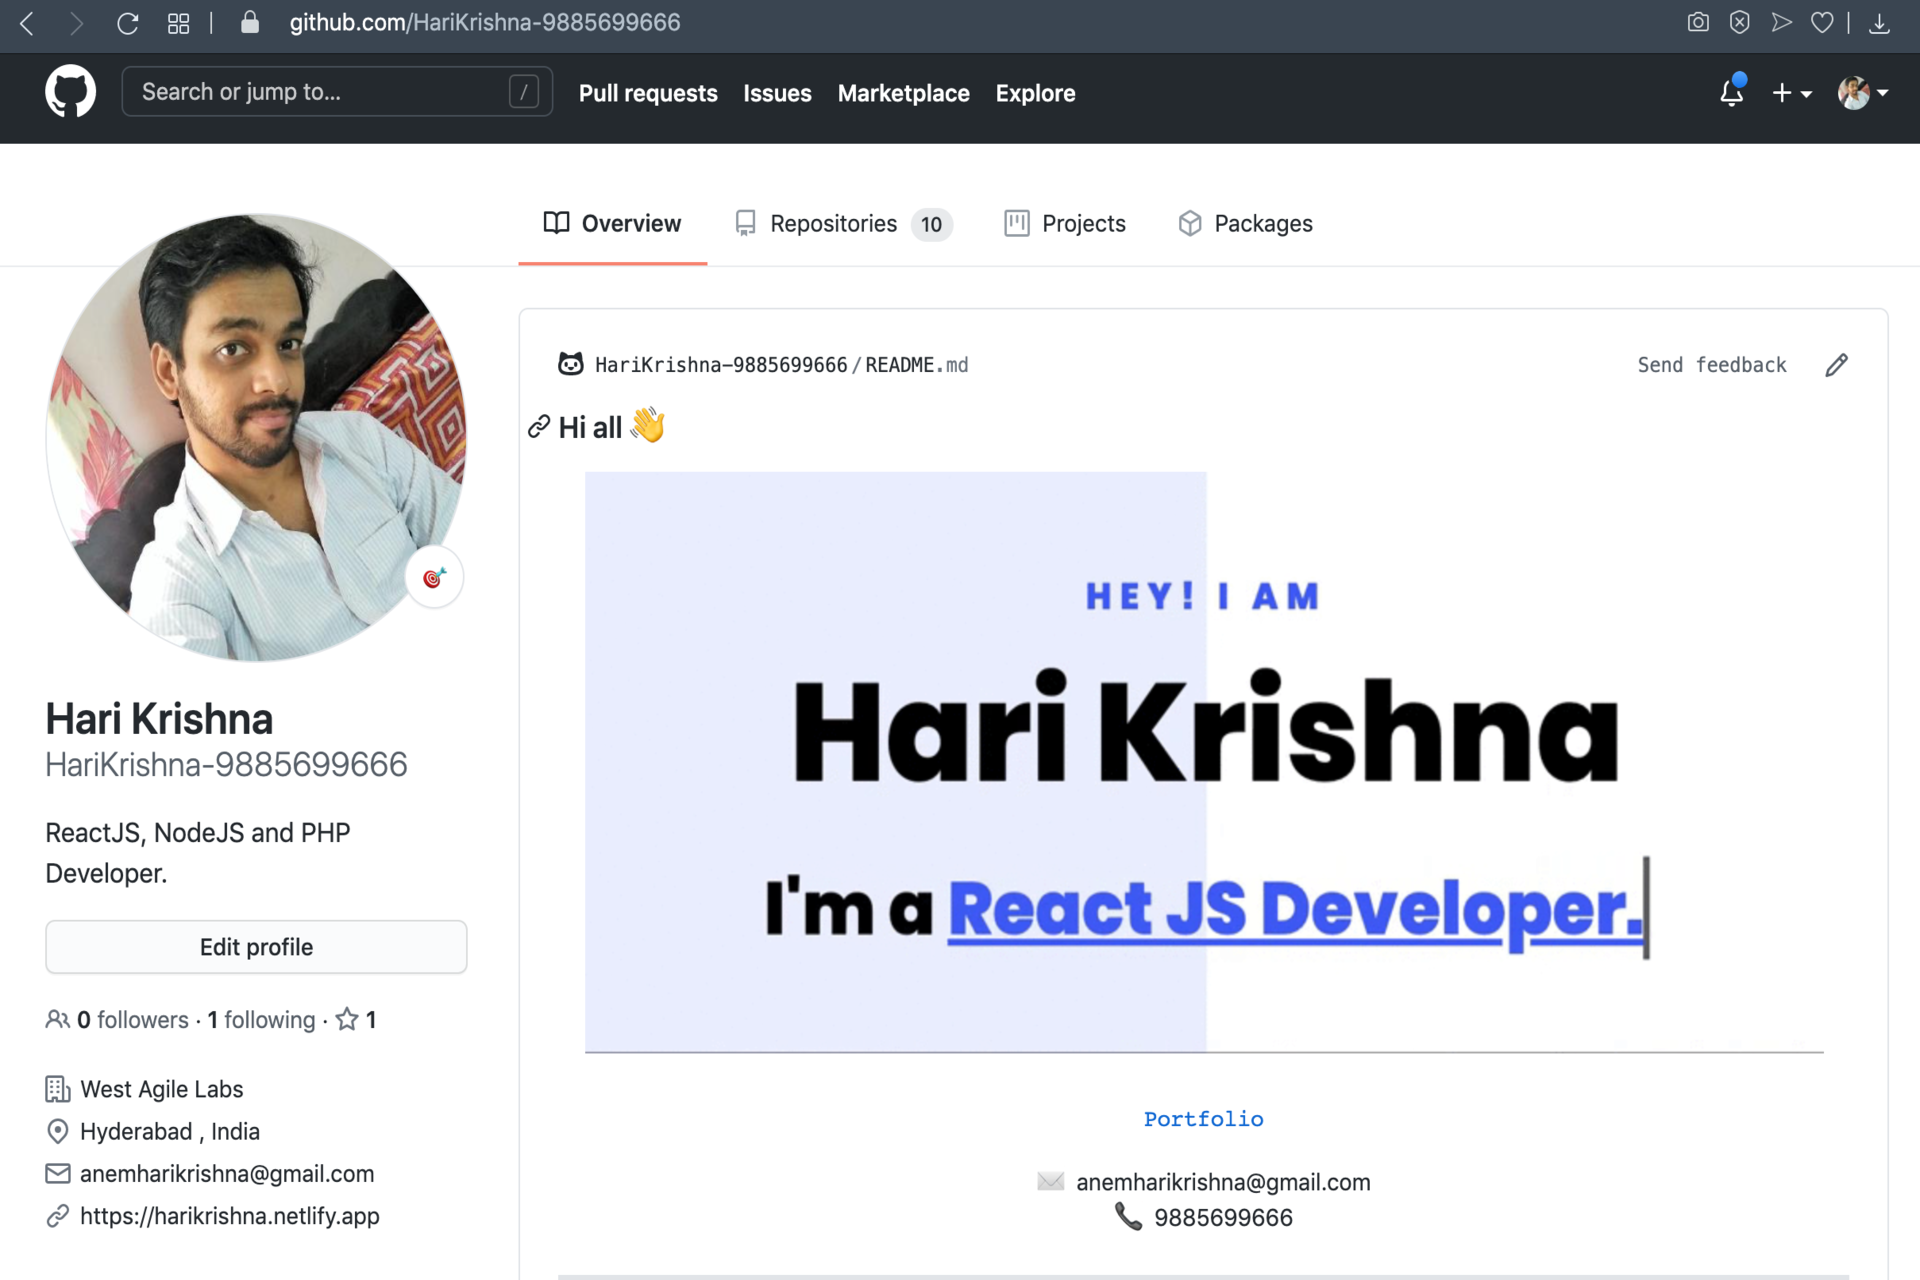 github.com/HariKrishna-9885699666
Search or jump to... /
Pull requests Issues Marketplace Explore
Overview Repositories 10 Projects Packages
HariKrishna-9885699666/README.md Send feedback
Hi all 👋
HEY! I AM
Hari Krishna
I'm a React JS Developer.
Portfolio
anemharikrishna@gmail.com
9885699666
Hari Krishna
HariKrishna-9885699666
ReactJS, NodeJS and PHP
Developer.
Edit profile
0 followers · 1 following · 1
West Agile Labs
Hyderabad , India
anemharikrishna@gmail.com
https://harikrishna.netlify.app